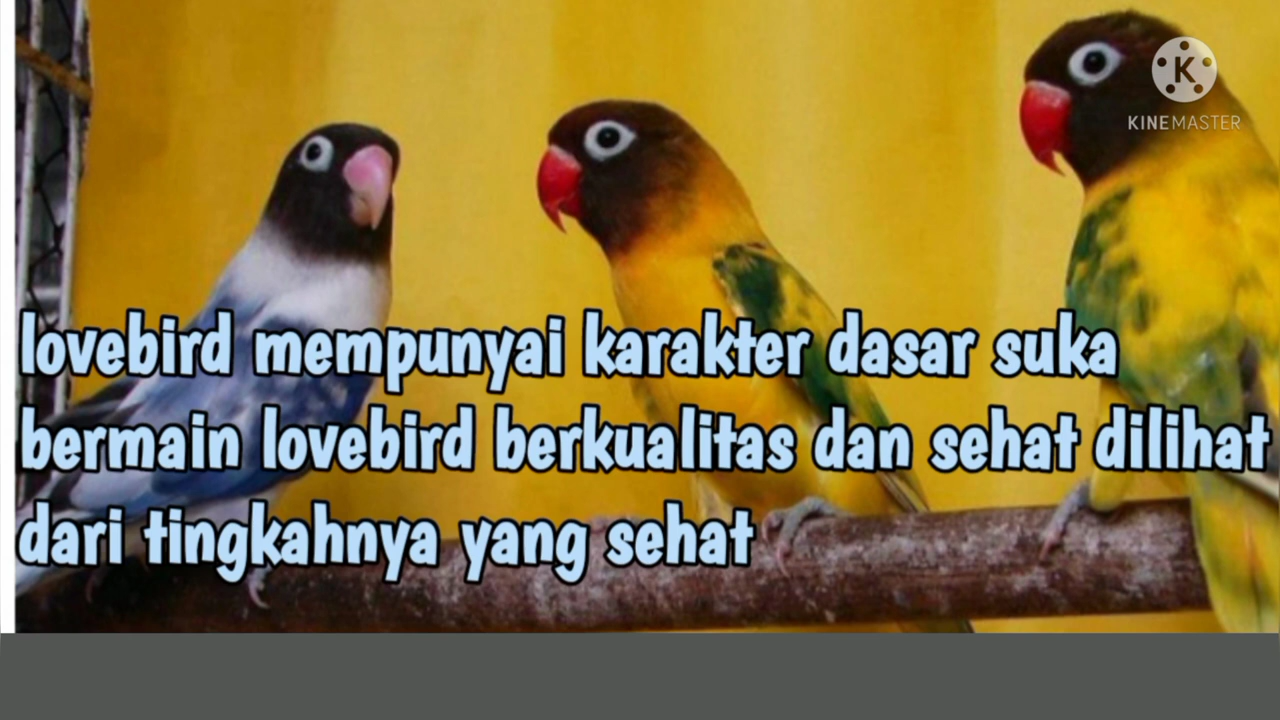 K
KINEMASTER
lovebird mempunyai karakter dasar suka
bermain lovebird berkualitas dan sehat dilihat
dari tingkahnya yang sehat